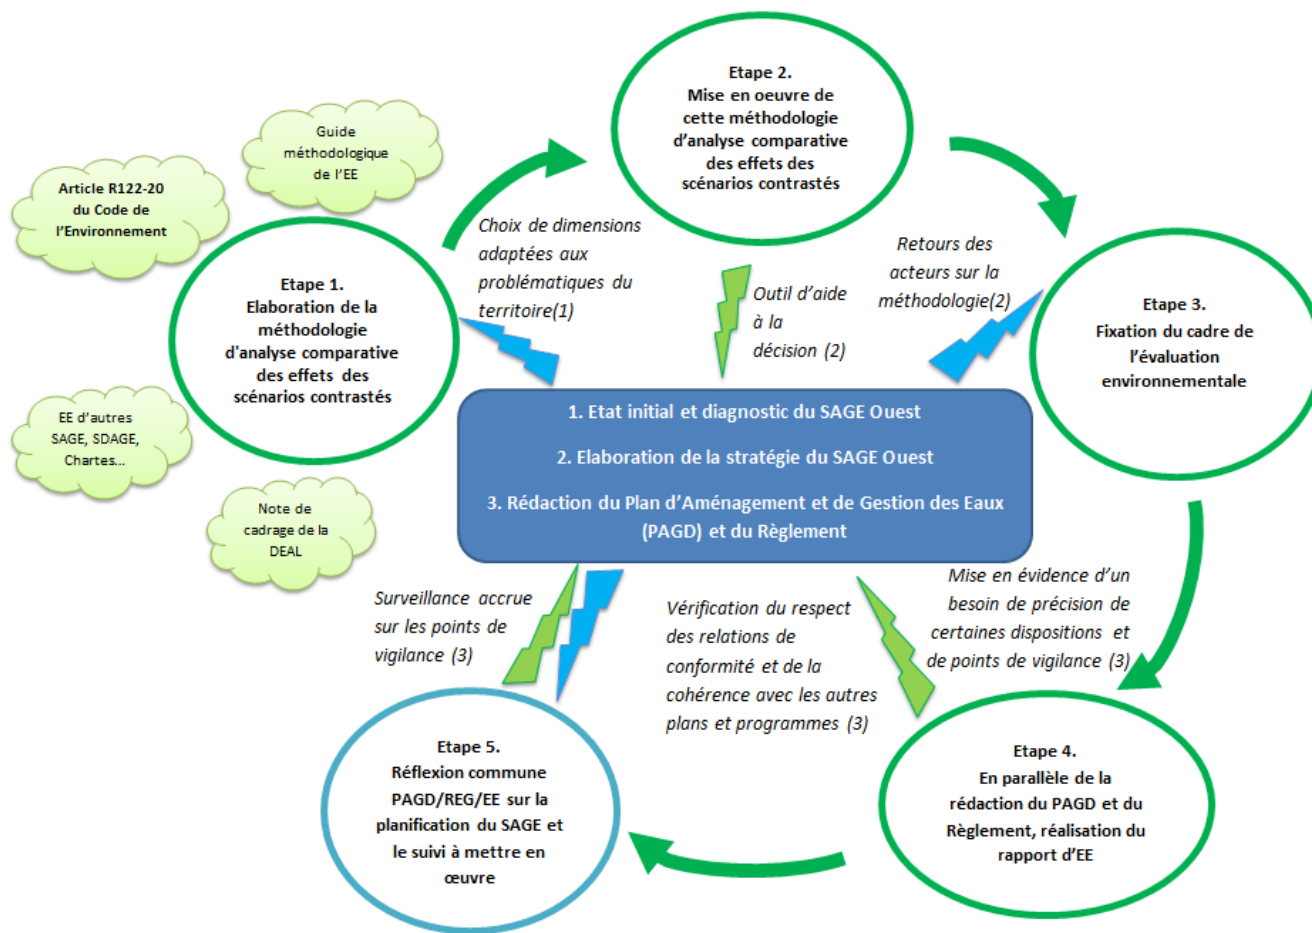 Etape 2.
Mise en oeuvre de
cette méthodologie
d'analyse comparative
des effets des
scénarios contrastés
Guide
méthodologique
de l'EE
Article R122-20
du Code de
l'Environnement
Choix de dimensions
adaptées aux
problématiques du
territoire(1)
Retours des
acteurs sur la
méthodologie(2)
Etape 1.
Elaboration de la
méthodologie
d'analyse comparative
des effets des
scénarios contrastés
Outil d'aide
à la
décision (2)
Etape 3.
Fixation du cadre de
l'évaluation
environnementale
EE d'autres
SAGE, SDAGE,
Chartes...
1. Etat initial et diagnostic du SAGE Ouest
2. Elaboration de la stratégie du SAGE Ouest
3. Rédaction du Plan d'Aménagement et de Gestion des Eaux
(PAGD) et du Règlement
Note de
cadrage de la
DEAL
Surveillance accrue
sur les points de
vigilance (3)
Vérification du respect
des relations de
conformité et de la
cohérence avec les autres
plans et programmes (3)
Mise en évidence d'un
besoin de précision de
certaines dispositions et
de points de vigilance (3)
Etape 5.
Réflexion commune
PAGD/REG/EE sur la
planification du SAGE et
le suivi à mettre en
œuvre
Etape 4.
En parallèle de la
rédaction du PAGD et du
Règlement, réalisation du
rapport d'EE